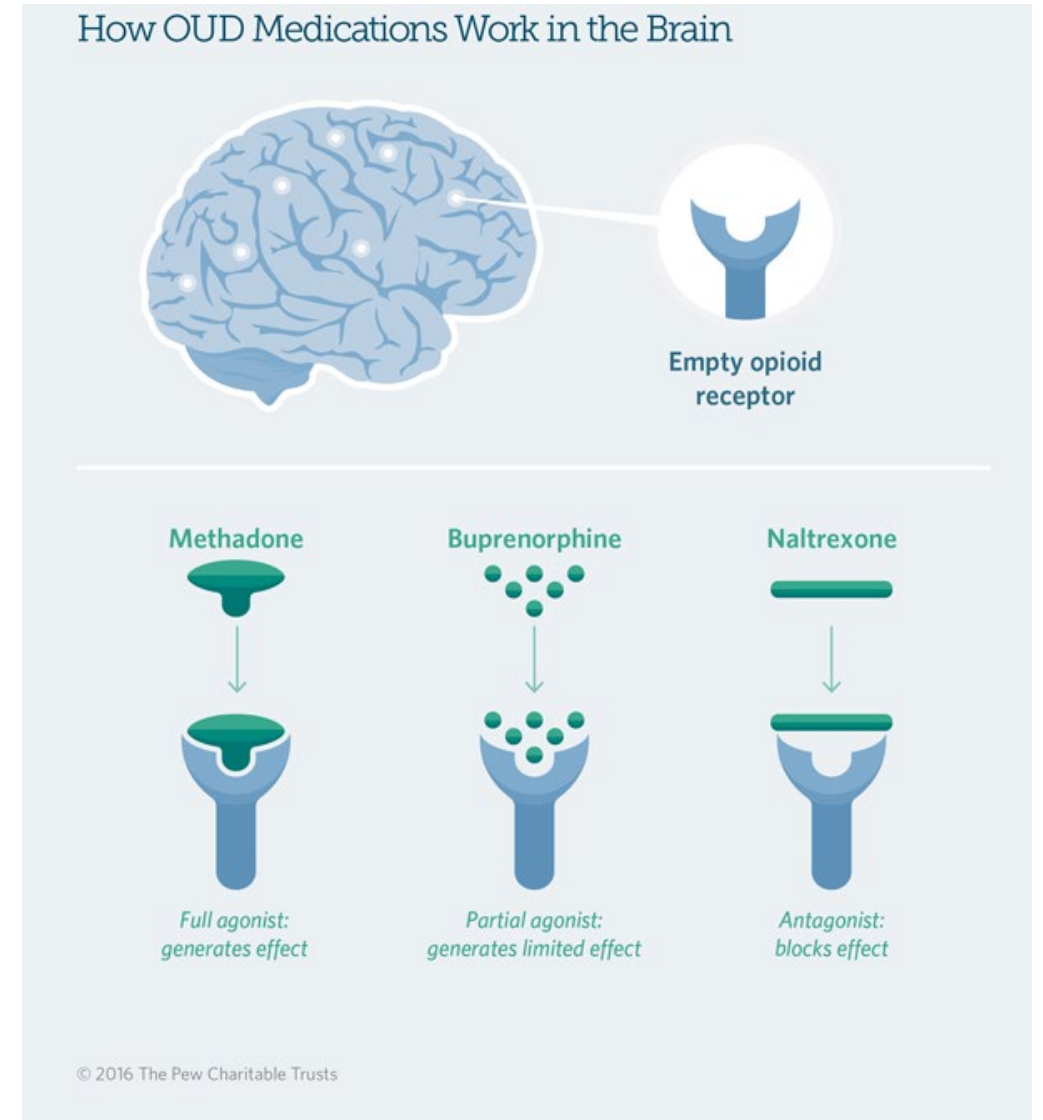 How OUD Medications Work in the Brain
Empty opioid
receptor
Methadone
Buprenorphine
Naltrexone
Full agonist:
generates effect
Partial agonist:
generates limited effect
Antagonist:
blocks effect
© 2016 The Pew Charitable Trusts